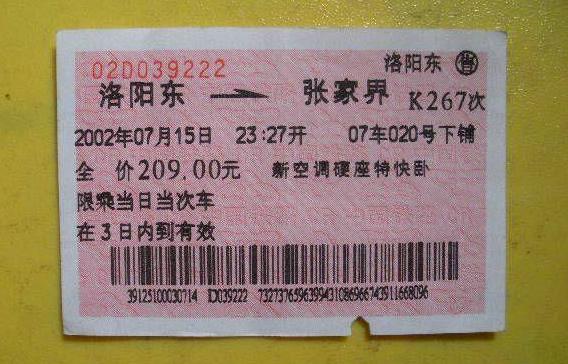 02D039222
洛阳东 售
洛阳东 → 张家界 K267次
2002年07月15日 23:27开 07车020号下铺
全 价209.00元 新空调硬座特快卧
限乘当日当次车
在3日内到有效
39125100030714 D039222 7327376596399431086966743911668096